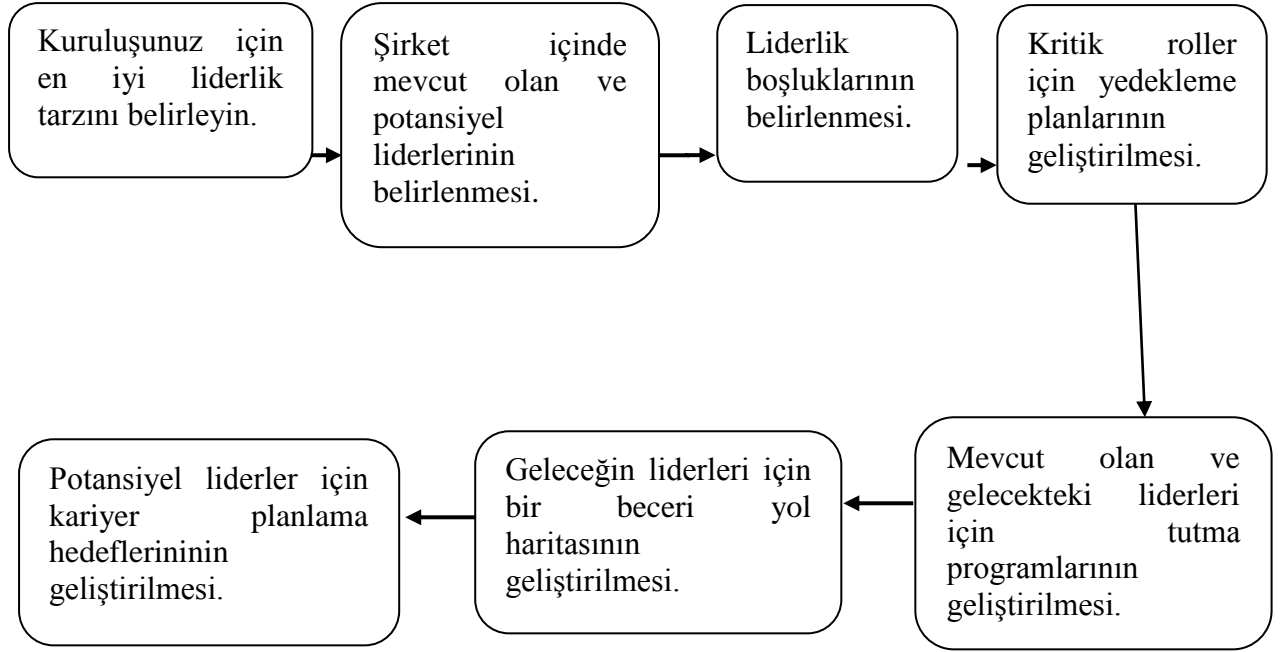 Kuruluşunuz için
en iyi liderlik
tarzını belirleyin.
Şirket içinde
mevcut olan ve
potansiyel
liderlerinin
belirlenmesi.
Liderlik
boşluklarının
belirlenmesi.
Kritik roller
için yedekleme
planlarının
geliştirilmesi.
Mevcut olan ve
gelecekteki liderleri
için tutma
programlarının
geliştirilmesi.
Geleceğin liderleri için
bir beceri yol
haritasının
geliştirilmesi.
Potansiyel liderler için
kariyer planlama
hedeflerininin
geliştirilmesi.